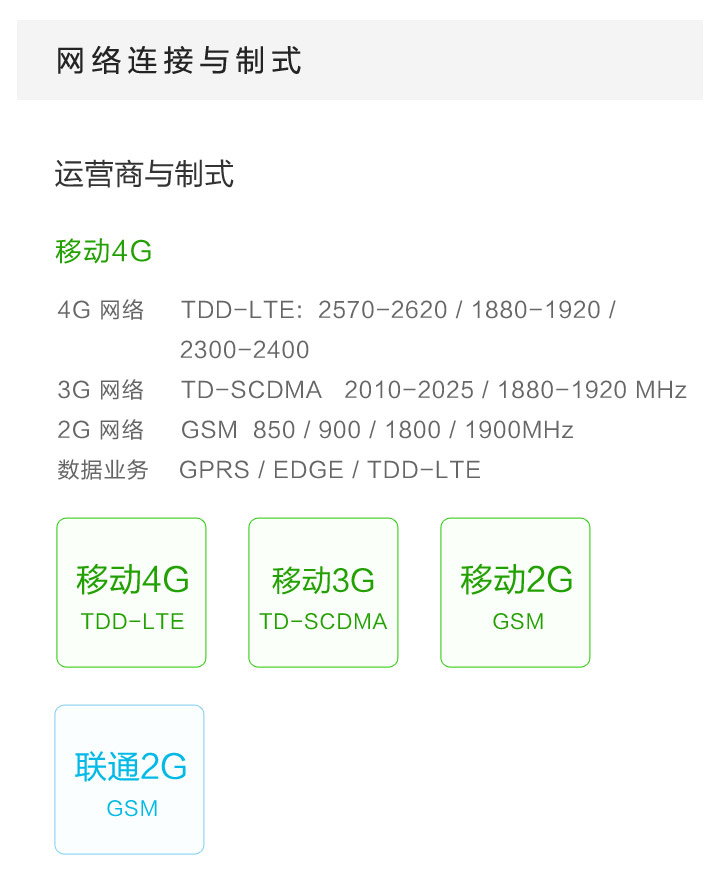 网络连接与制式
运营商与制式
移动4G
4G 网络 TDD-LTE: 2570-2620 / 1880-1920 /
2300-2400
3G 网络 TD-SCDMA 2010-2025 / 1880-1920 MHz
2G 网络 GSM 850 / 900 / 1800 / 1900MHz
数据业务 GPRS / EDGE / TDD-LTE
移动4G 移动3G 移动2G
TDD-LTE TD-SCDMA GSM
联通2G
GSM